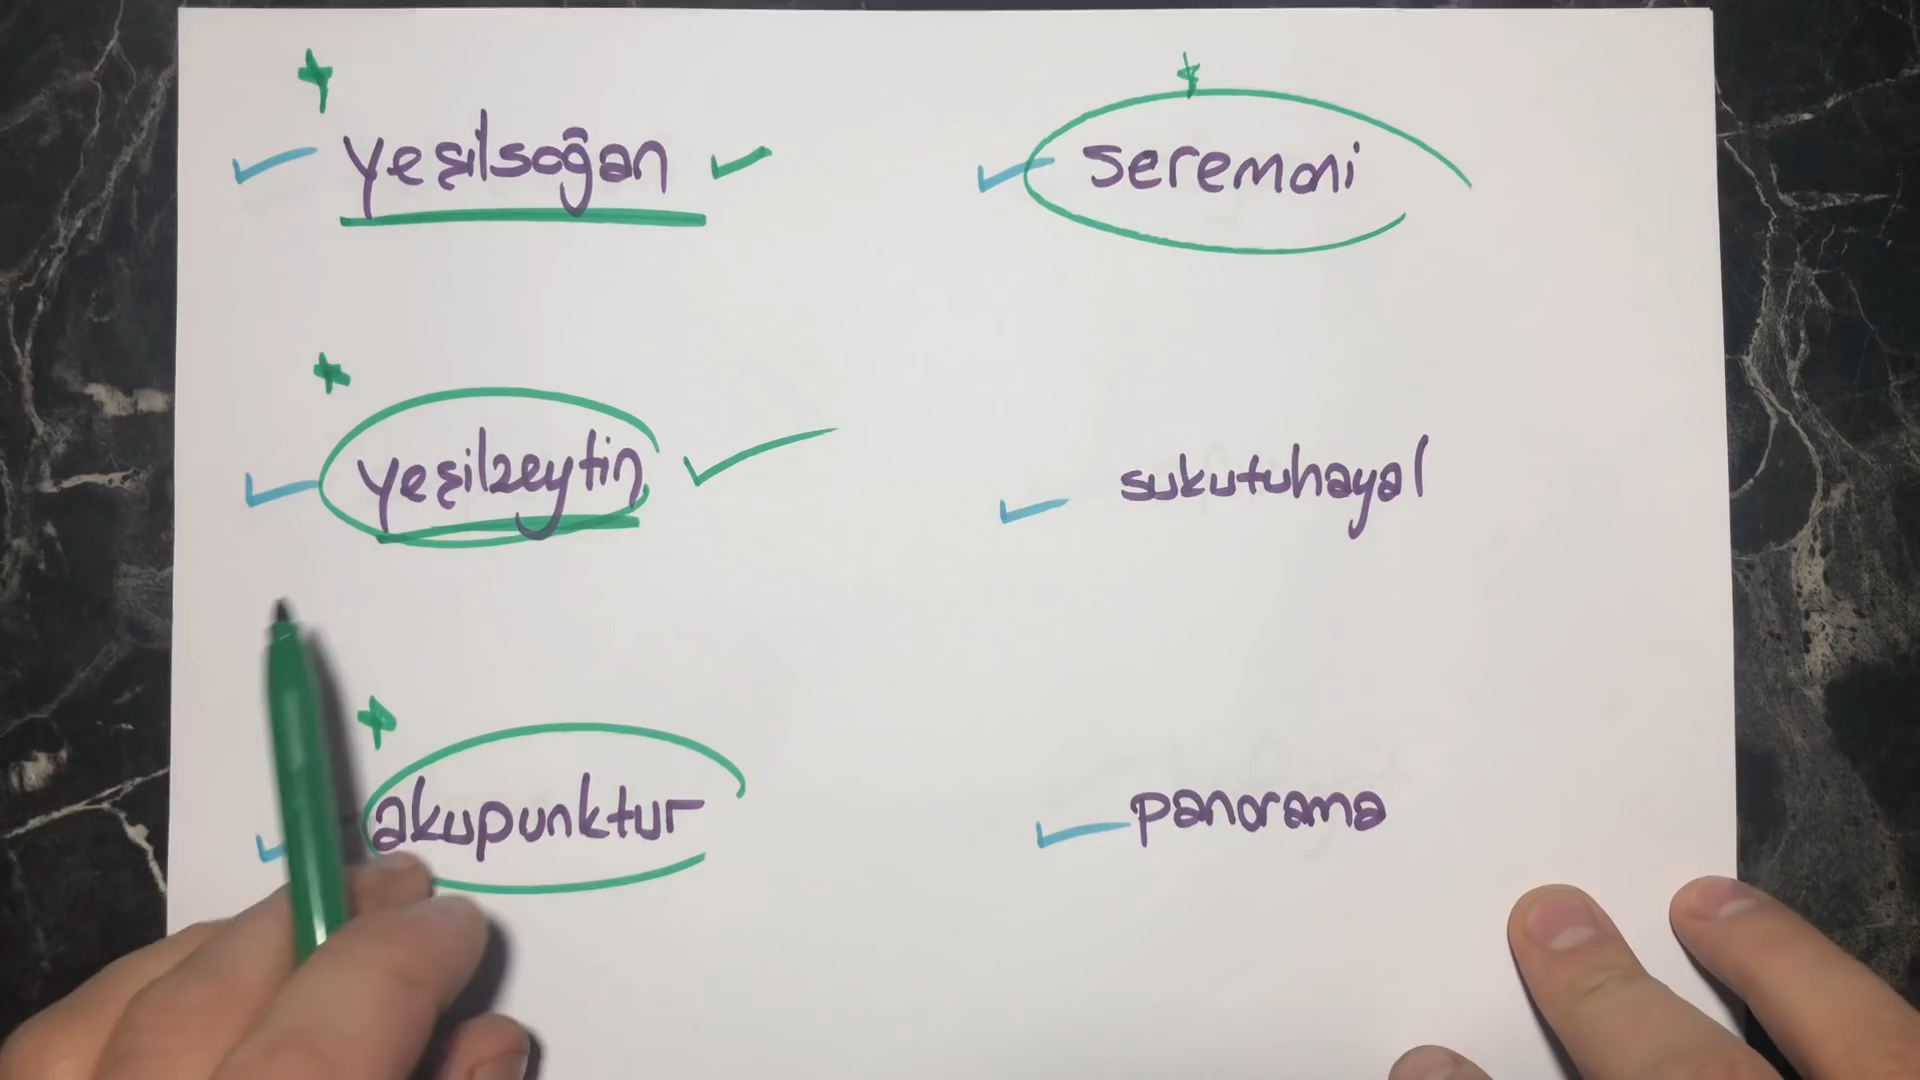 yeşilsoğan
yeşilzeytin
akupunktur
seremoni
sukutuhayal
panorama